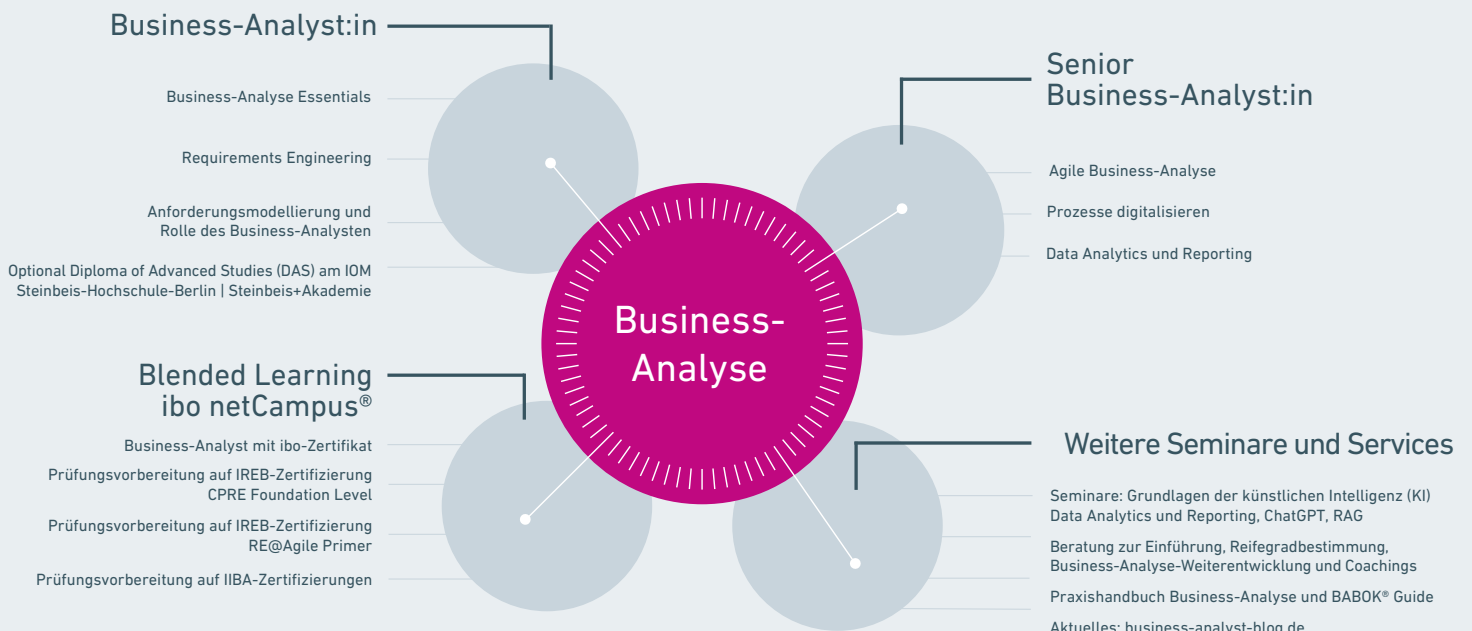 Business-Analyst:in
Business-Analyse Essentials
Requirements Engineering
Anforderungsmodellierung und
Rolle des Business-Analysten
Optional Diploma of Advanced Studies (DAS) am IOM
Steinbeis-Hochschule-Berlin | Steinbeis+Akademie
Senior
Business-Analyst:in
Agile Business-Analyse
Prozesse digitalisieren
Data Analytics und Reporting
Business-
Analyse
Blended Learning
ibo netCampus®
Business-Analyst mit ibo-Zertifikat
Prüfungsvorbereitung auf IREB-Zertifizierung
CPRE Foundation Level
Prüfungsvorbereitung auf IREB-Zertifizierung
RE@Agile Primer
Prüfungsvorbereitung auf IIBA-Zertifizierungen
Weitere Seminare und Services
Seminare: Grundlagen der künstlichen Intelligenz (KI)
Data Analytics und Reporting, ChatGPT, RAG
Beratung zur Einführung, Reifegradbestimmung,
Business-Analyse-Weiterentwicklung und Coachings
Praxishandbuch Business-Analyse und BABOK® Guide
Aktuelles: business-analyst-blog.de